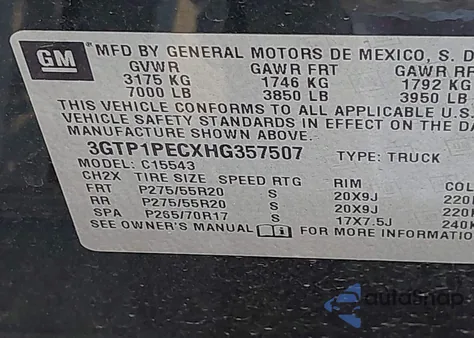 GM
MFD BY GENERAL MOTORS DE MEXICO, S. D
GVWR GAWR FRT GAWR RF
3175 KG 1746 KG 1792 KG
7000 LB 3850 LB 3950 LB
THIS VEHICLE CONFORMS TO ALL APPLICABLE U.S.
VEHICLE SAFETY STANDARDS IN EFFECT ON THE DA
SHOWN ABOVE.
3GTP1PECXHG357507 TYPE: TRUCK
MODEL: C15543
CH2X TIRE SIZE SPEED RTG RIM COL
FRT P275/55R20 S 20X9J 220
RR P275/55R20 S 20X9J 220
SPA P265/70R17 S 17X7.5J 240
SEE OWNER'S MANUAL FOR MORE INFORMATION
autosnap